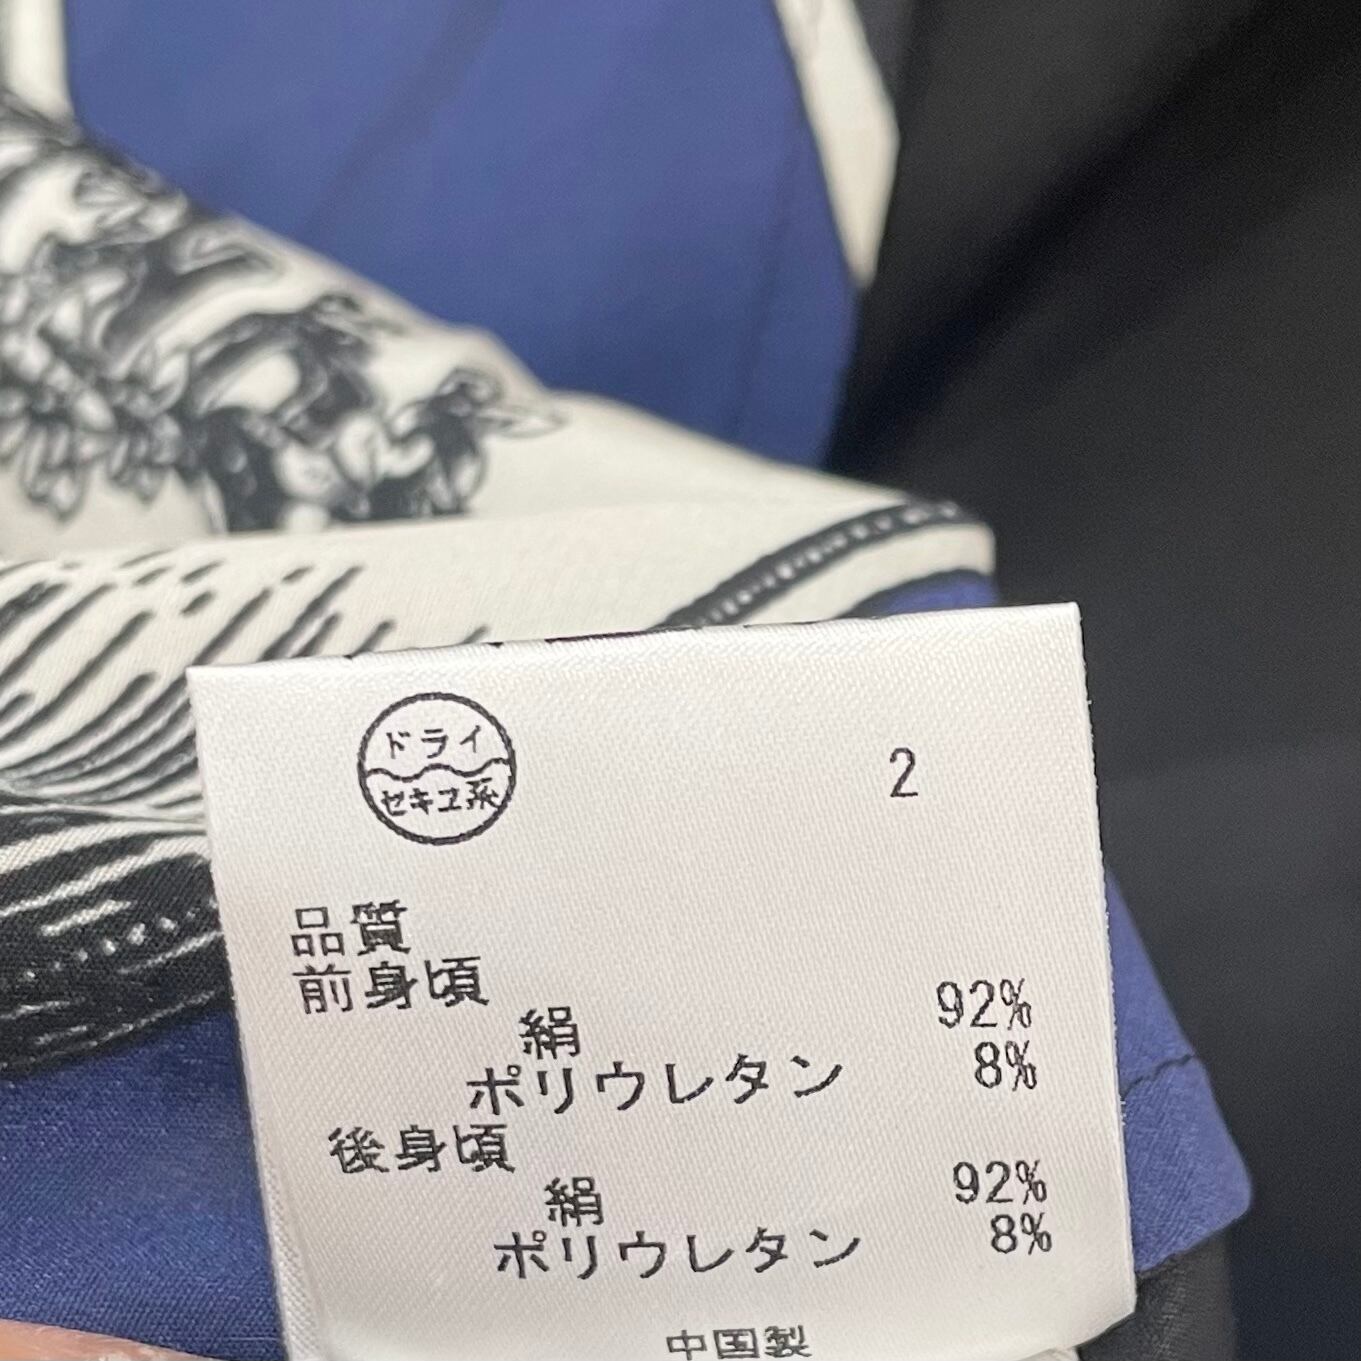 ドライ
セキユ系
2
品質
前身頃
絹 92%
ポリウレタン 8%
後身頃
絹 92%
ポリウレタン 8%
中国製